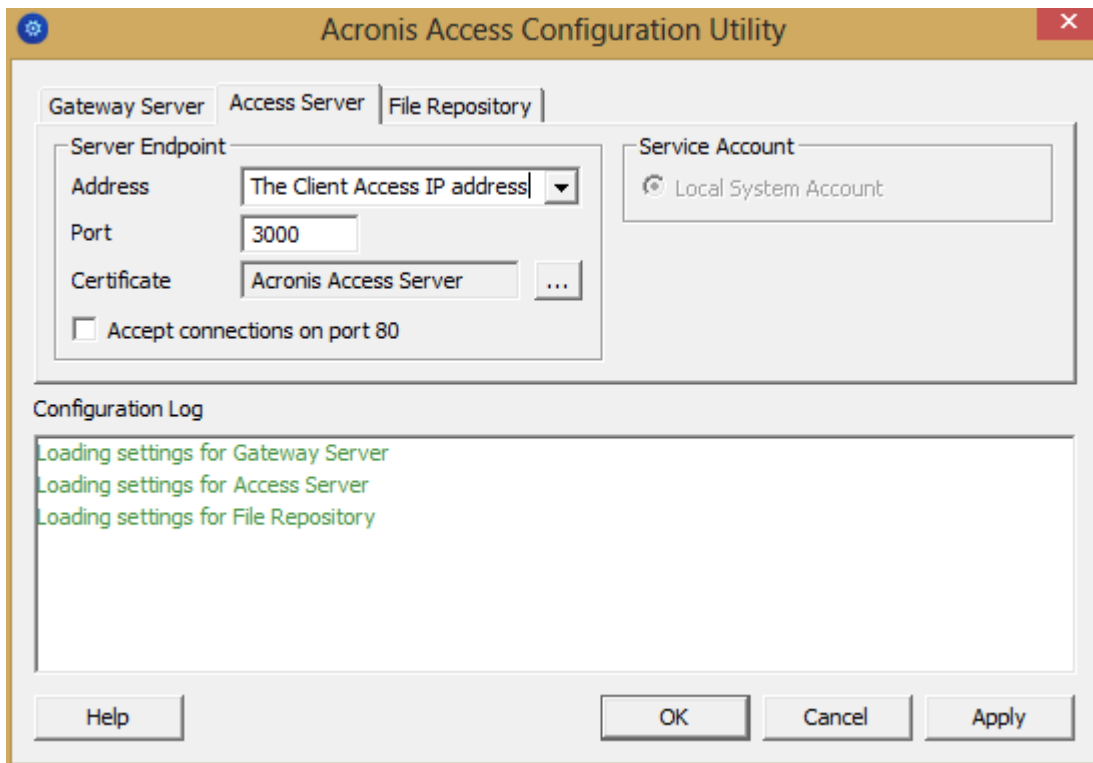 Acronis Access Configuration Utility
Gateway Server
Access Server
File Repository
Server Endpoint
Address
The Client Access IP address
Port
3000
Certificate
Acronis Access Server
...
Accept connections on port 80
Service Account
Local System Account
Configuration Log
Loading settings for Gateway Server
Loading settings for Access Server
Loading settings for File Repository
Help
OK
Cancel
Apply